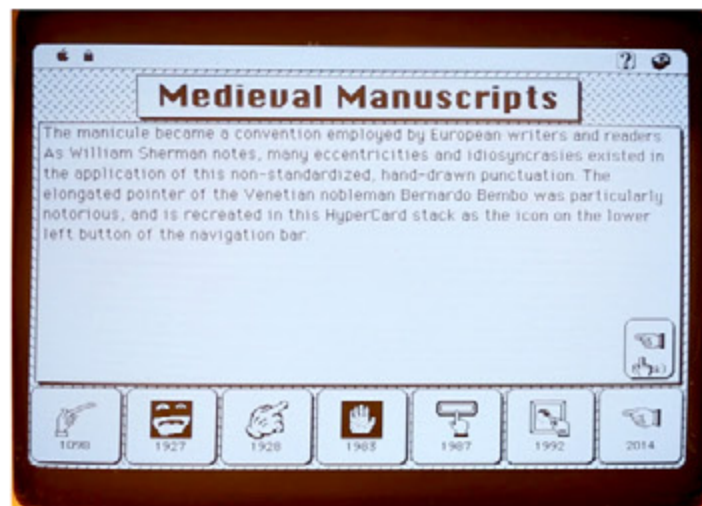 Medieval Manuscripts
The manicule became a convention employed by European writers and readers.
As William Sherman notes, many eccentricities and idiosyncrasies existed in
the application of this non-standardized, hand-drawn punctuation. The
elongated pointer of the Venetian nobleman Bernardo Bembo was particularly
notorious, and is recreated in this HyperCard stack as the icon on the lower
left button of the navigation bar.
1098
1927
1928
1983
1987
1992
2014